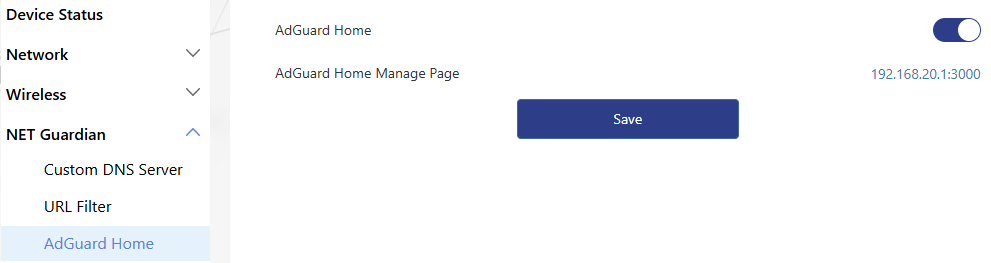 Device Status
Network
Wireless
NET Guardian
Custom DNS Server
URL Filter
AdGuard Home
AdGuard Home
AdGuard Home Manage Page
192.168.20.1:3000
Save